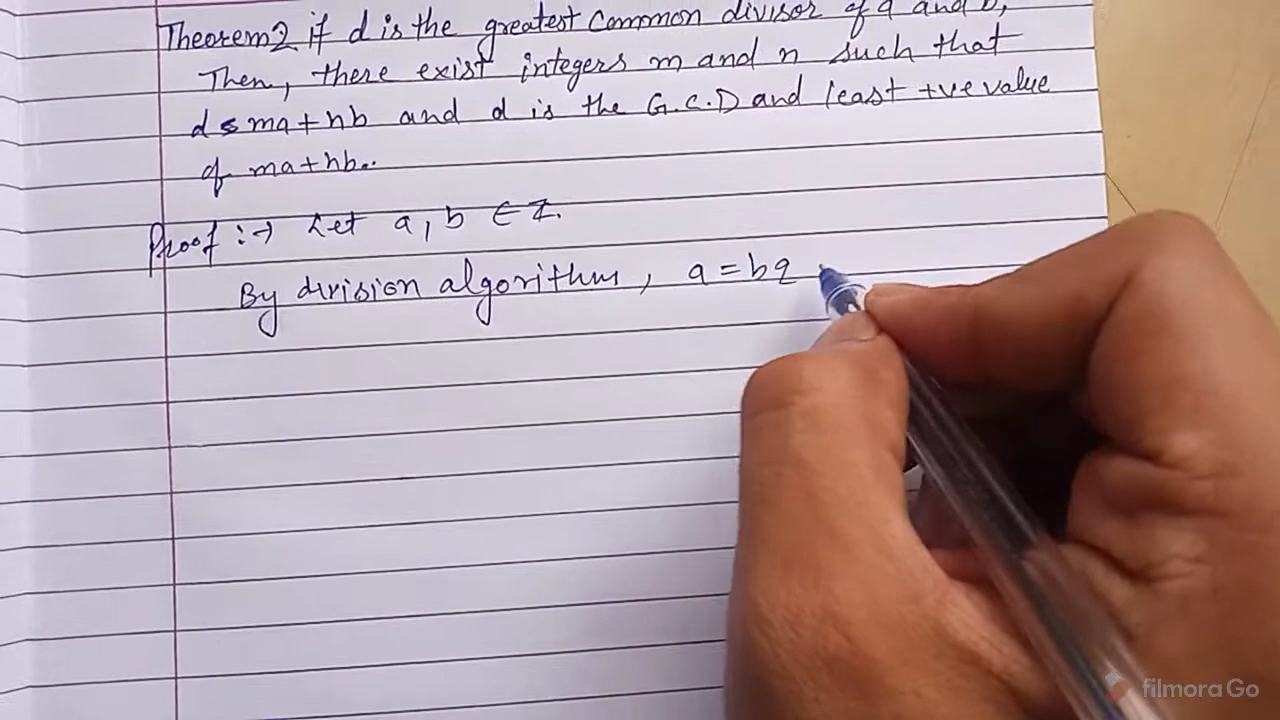 Theorem 2 if d is the greatest common divisor of a and b,
Then, there exist integers m and n such that
d = ma + nb and d is the G.C.D and least +ve value
of ma + nb.
Proof :→ Let a, b ∈ Z.
By division algorithm, a = bq
filmora Go